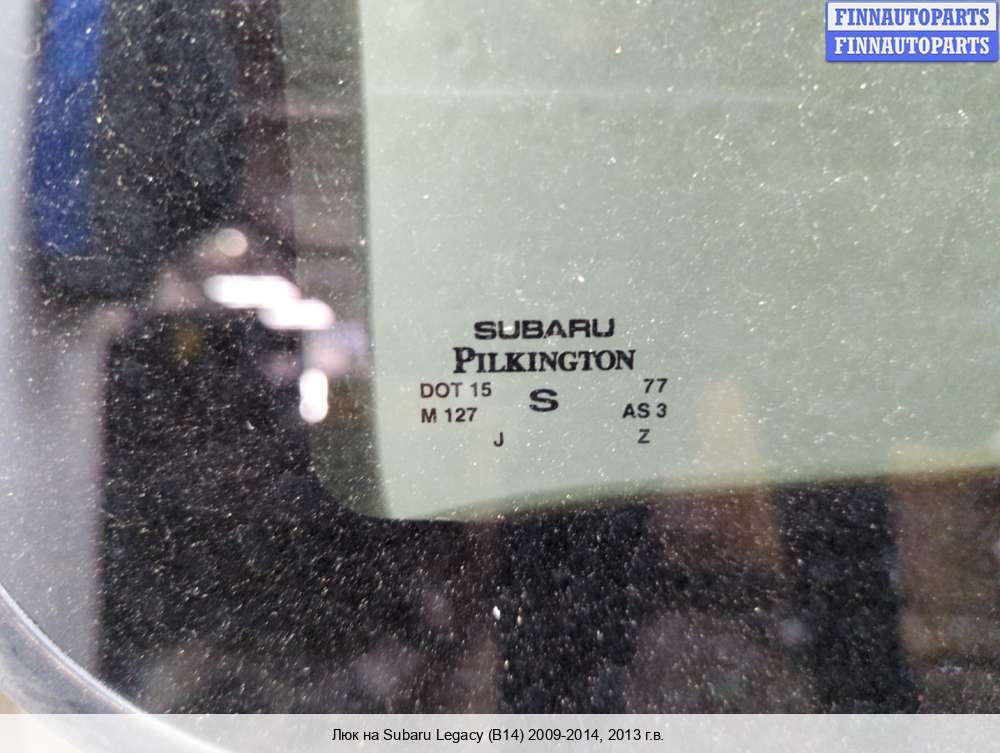 FINNAUTOPARTS
FINNAUTOPARTS
SUBARU
PILKINGTON
DOT 15 S 77
M 127 AS 3
J Z
Люк на Subaru Legacy (B14) 2009-2014, 2013 г.в.